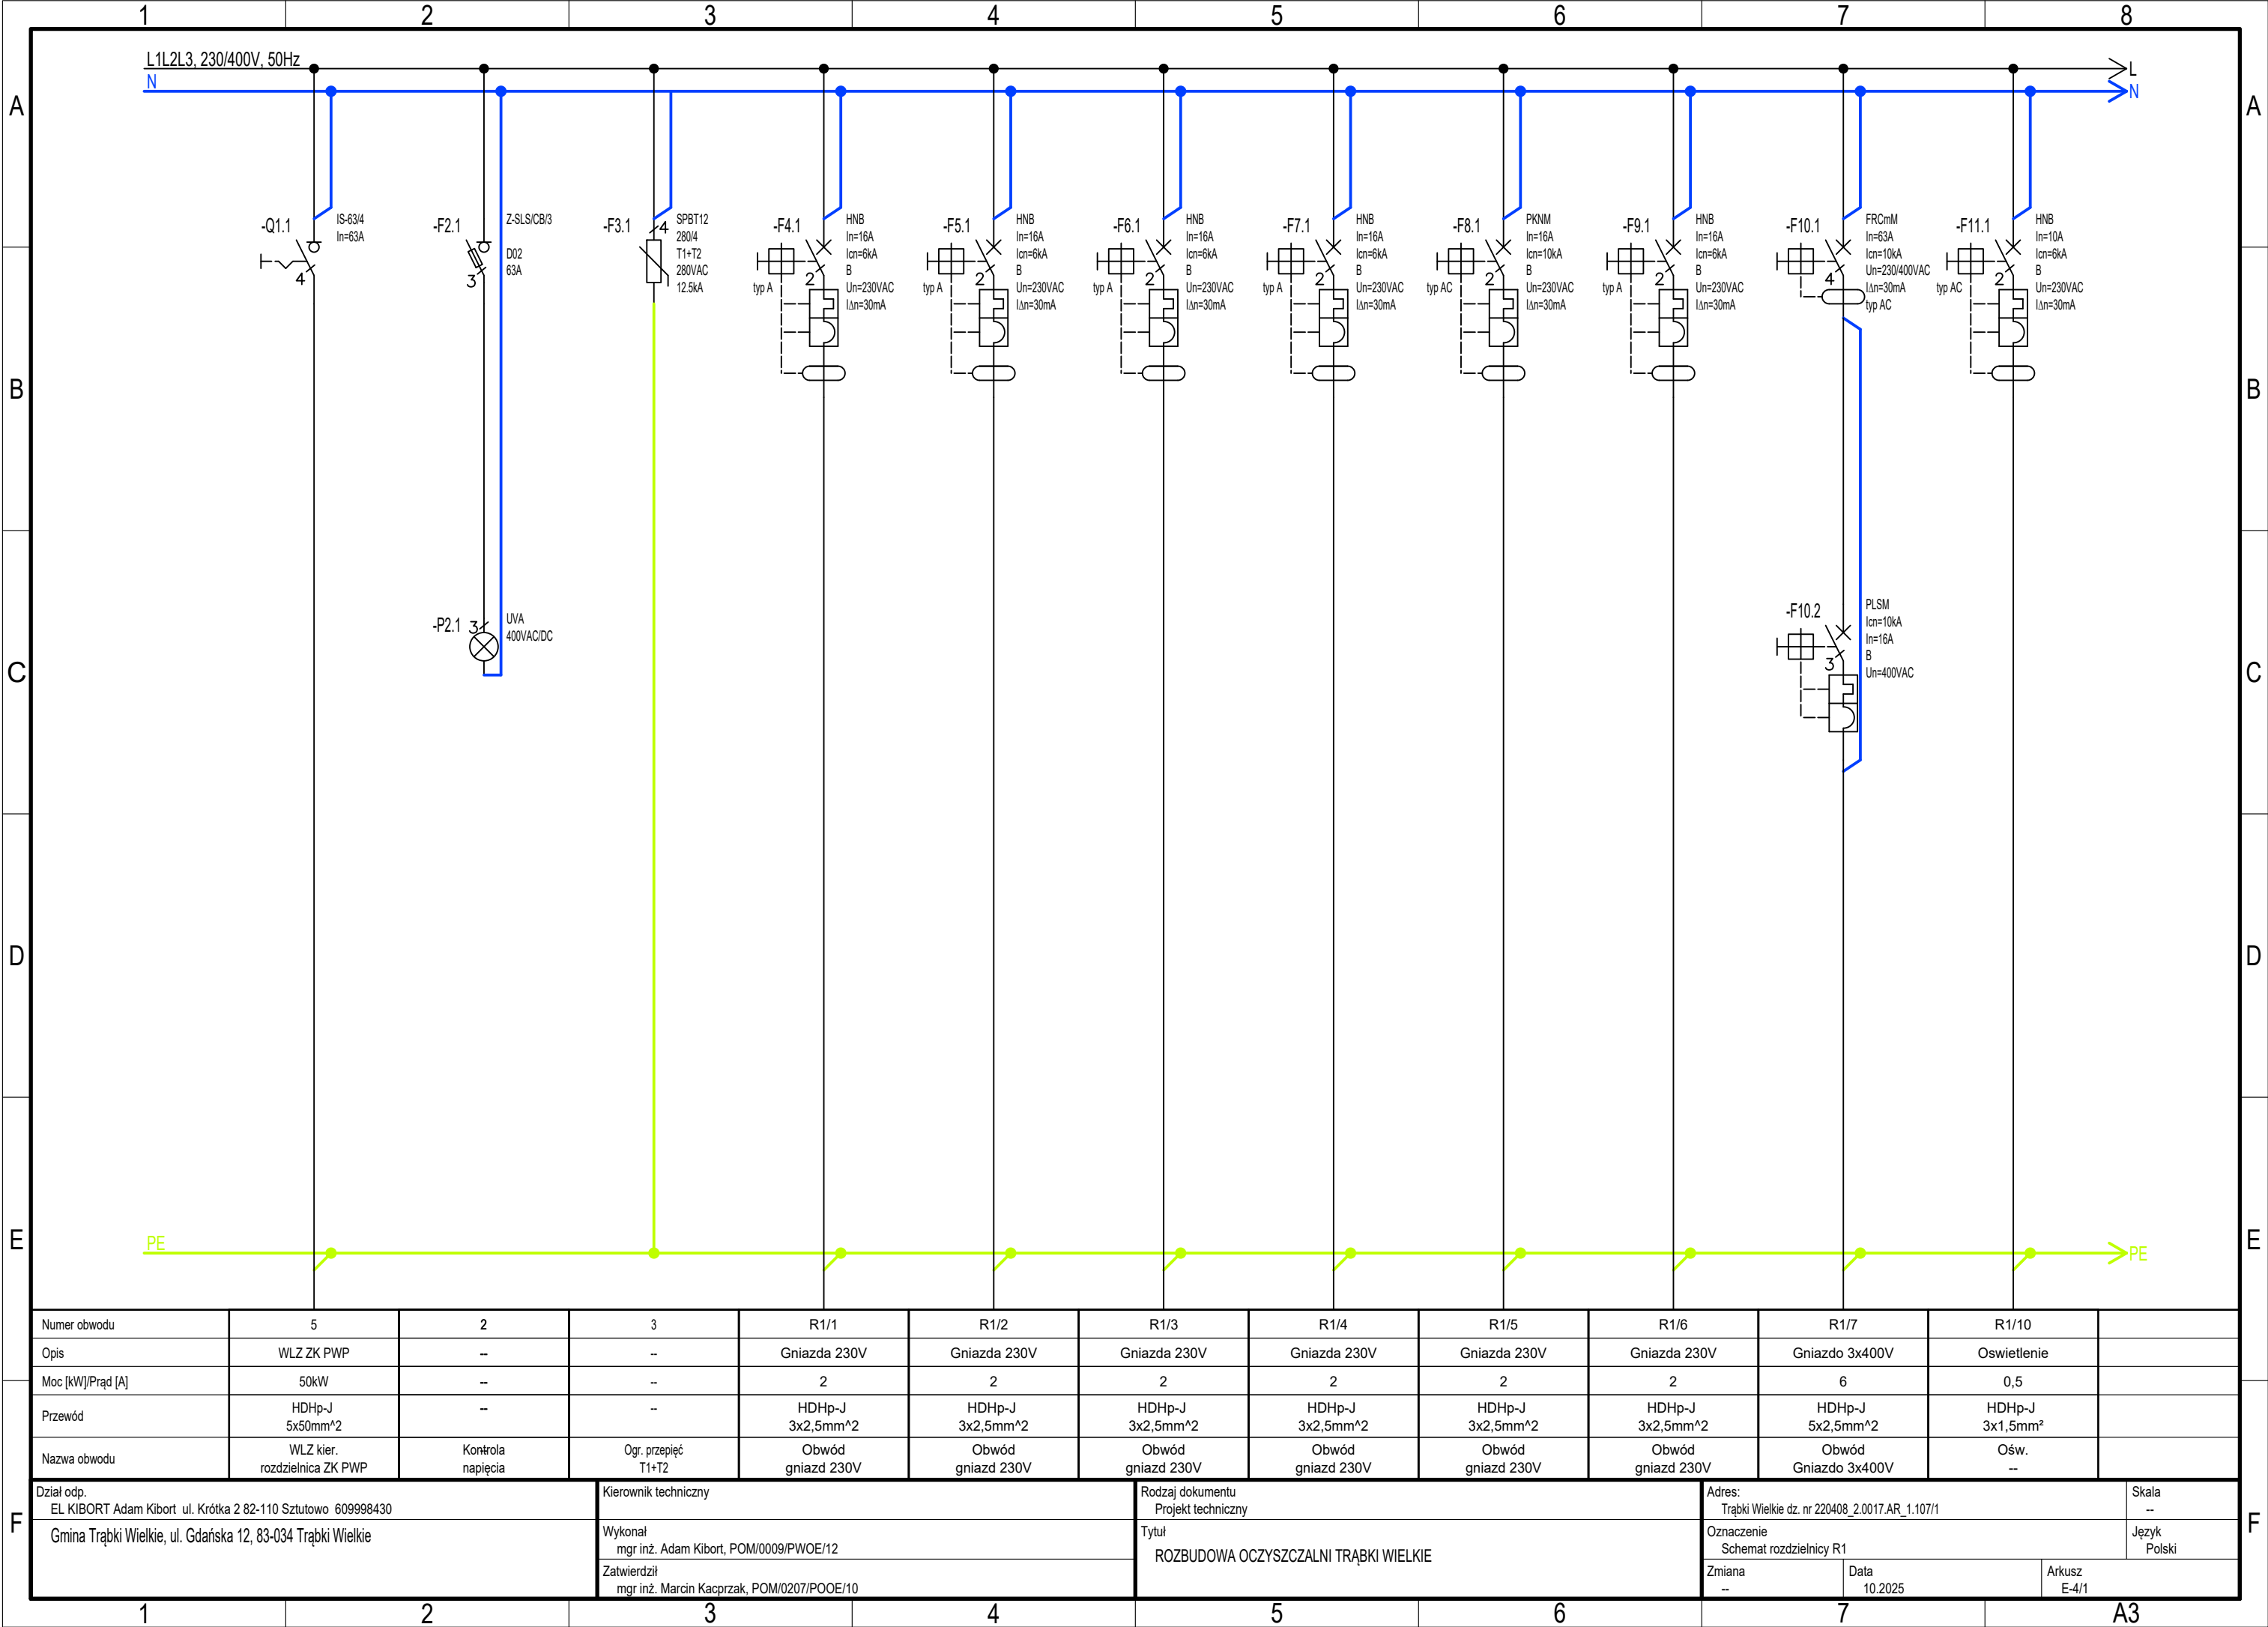 1 2 3 4 5 6 7 8
L1L2L3, 230/400V, 50Hz
L
N
N
A
A
-Q1.1
IS-63/4
In=63A
4
-F2.1
Z-SLS/CB/3
D02
63A
3
-F3.1
4
SPBT12
280/4
T1+T2
280VAC
12.5kA
-F4.1
typ A
2
HNB
In=16A
Icn=6kA
B
Un=230VAC
I∆n=30mA
-F5.1
typ A
2
HNB
In=16A
Icn=6kA
B
Un=230VAC
I∆n=30mA
-F6.1
typ A
2
HNB
In=16A
Icn=6kA
B
Un=230VAC
I∆n=30mA
-F7.1
typ A
2
HNB
In=16A
Icn=6kA
B
Un=230VAC
I∆n=30mA
-F8.1
typ AC
2
PKNM
In=16A
Icn=10kA
B
Un=230VAC
I∆n=30mA
-F9.1
typ A
2
HNB
In=16A
Icn=6kA
B
Un=230VAC
I∆n=30mA
-F10.1
4
FRCmM
In=63A
Icn=10kA
Un=230/400VAC
I∆n=30mA
typ AC
-F11.1
typ AC
2
HNB
In=10A
Icn=6kA
B
Un=230VAC
I∆n=30mA
B
B
-P2.1
3
UVA
400VAC/DC
-F10.2
3
PLSM
Icn=10kA
In=16A
B
Un=400VAC
C
C
D
D
E
E
PE
PE
Numer obwodu 5 2 3 R1/1 R1/2 R1/3 R1/4 R1/5 R1/6 R1/7 R1/10
Opis WLZ ZK PWP -- -- Gniazda 230V Gniazda 230V Gniazda 230V Gniazda 230V Gniazda 230V Gniazda 230V Gniazdo 3x400V Oswietlenie
Moc [kW]/Prąd [A] 50kW -- -- 2 2 2 2 2 2 6 0,5
Przewód HDHp-J -- -- HDHp-J HDHp-J HDHp-J HDHp-J HDHp-J HDHp-J HDHp-J HDHp-J
5x50mm^2 3x2,5mm^2 3x2,5mm^2 3x2,5mm^2 3x2,5mm^2 3x2,5mm^2 3x2,5mm^2 5x2,5mm^2 3x1,5mm²
Nazwa obwodu WLZ kier. Kontrola Ogr. przepięć Obwód Obwód Obwód Obwód Obwód Obwód Obwód Ośw.
rozdzielnica ZK PWP napięcia T1+T2 gniazd 230V gniazd 230V gniazd 230V gniazd 230V gniazd 230V gniazd 230V Gniazdo 3x400V --
F
F
Dział odp.
EL KIBORT Adam Kibort ul. Krótka 2 82-110 Sztutowo 609998430
Gmina Trąbki Wielkie, ul. Gdańska 12, 83-034 Trąbki Wielkie
Kierownik techniczny
Wykonał
mgr inż. Adam Kibort, POM/0009/PWOE/12
Zatwierdził
mgr inż. Marcin Kacprzak, POM/0207/POOE/10
Rodzaj dokumentu
Projekt techniczny
Tytuł
ROZBUDOWA OCZYSZCZALNI TRĄBKI WIELKIE
Adres:
Trąbki Wielkie dz. nr 220408_2.0017.AR_1.107/1
Skala
--
Oznaczenie
Schemat rozdzielnicy R1
Język
Polski
Zmiana
--
Data
10.2025
Arkusz
E-4/1
1 2 3 4 5 6 7 A3